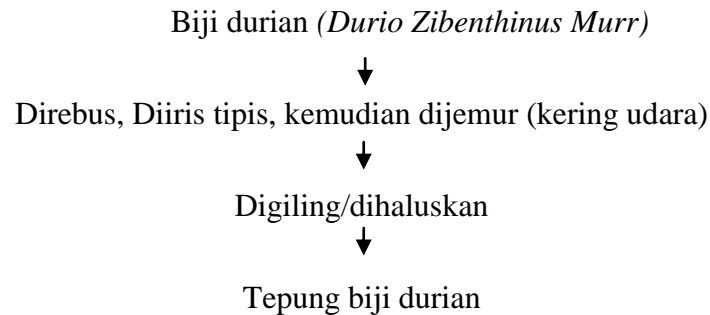 Biji durian (Durio Zibenthinus Murr)
Direbus, Diiris tipis, kemudian dijemur (kering udara)
Digiling/dihaluskan
Tepung biji durian